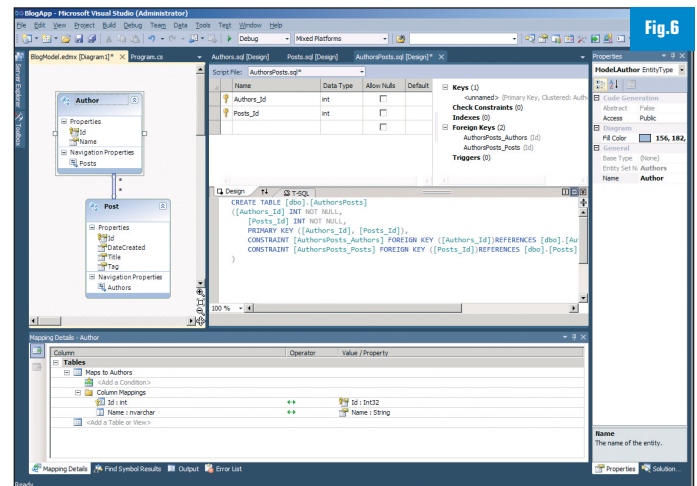 BlogApp - Microsoft Visual Studio (Administrator)
Fig.6
File Edit View Project Build Debug Team Data Tools Test Window Help
Debug Mixed Platforms
BlogModel.edmx [Diagram1]* × Program.cs
Authors.sql [Design] Posts.sql [Design] AuthorsPosts.sql [Design]* ×
Server Explorer
Toolbox
Author
Properties
Id
Name
Navigation Properties
Posts
*
*
Post
Properties
Id
DateCreated
Title
Tag
Navigation Properties
Authors
Script File: AuthorsPosts.sql*
Name Data Type Allow Nulls Default
Authors_Id int
Posts_Id int
Keys (1)
<unnamed> (Primary Key, Clustered: Auth
Check Constraints (0)
Indexes (0)
Foreign Keys (2)
AuthorsPosts_Authors (Id)
AuthorsPosts_Posts (Id)
Triggers (0)
Design T-SQL
CREATE TABLE [dbo].[AuthorsPosts]
([Authors_Id] INT NOT NULL,
[Posts_Id] INT NOT NULL,
PRIMARY KEY ([Authors_Id], [Posts_Id]),
CONSTRAINT [AuthorsPosts_Authors] FOREIGN KEY ([Authors_Id])REFERENCES [dbo].[Au
CONSTRAINT [AuthorsPosts_Posts] FOREIGN KEY ([Posts_Id])REFERENCES [dbo].[Posts]
)
100 %
Properties
Model.Author EntityType
Code Generation
Abstract False
Access Public
Diagram
Fill Color 156, 182,
General
Base Type (None)
Entity Set N Authors
Name Author
Name
The name of the entity.
Properties Solution...
Mapping Details - Author
Column Operator Value / Property
Tables
Maps to Authors
<Add a Condition>
Column Mappings
Id : int Id : Int32
Name : nvarchar Name : String
<Add a Table or View>
Mapping Details Find Symbol Results Output Error List
Ready